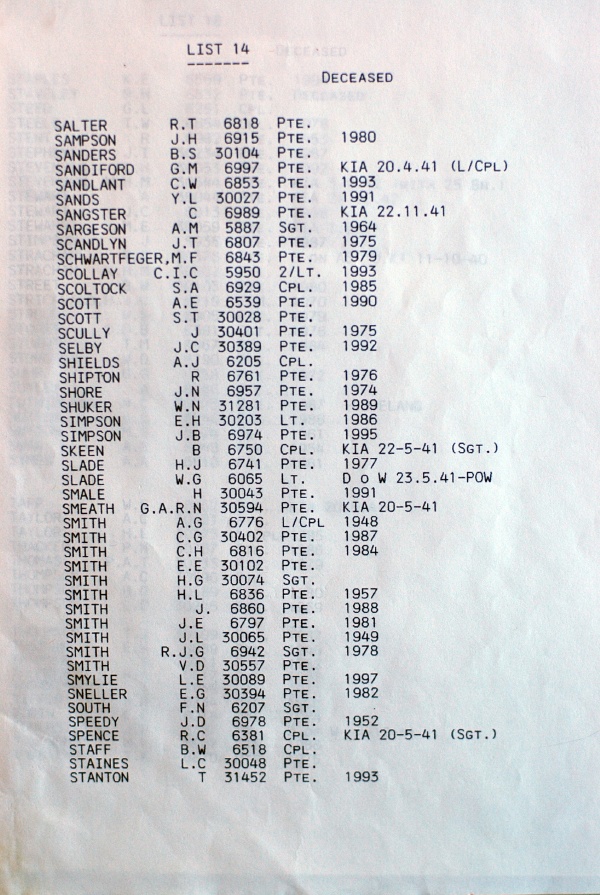 LIST 14
DECEASED
SALTER R.T 6818 PTE.
SAMPSON J.H 6915 PTE. 1980
SANDERS B.S 30104 PTE.
SANDIFORD G.M 6997 PTE. KIA 20.4.41 (L/CPL)
SANDLANT C.W 6853 PTE. 1993
SANDS Y.L 30027 PTE. 1991
SANGSTER C 6989 PTE. KIA 22.11.41
SARGESON A.M 5887 SGT. 1964
SCANDLYN J.T 6807 PTE. 1975
SCHWARTFEGER,M.F 6843 PTE. 1979
SCOLLAY C.I.C 5950 2/LT. 1993
SCOLTOCK S.A 6929 CPL. 1985
SCOTT A.E 6539 PTE. 1990
SCOTT S.T 30028 PTE.
SCULLY J 30401 PTE. 1975
SELBY J.C 30389 PTE. 1992
SHIELDS A.J 6205 CPL.
SHIPTON R 6761 PTE. 1976
SHORE J.N 6957 PTE. 1974
SHUKER W.N 31281 PTE. 1989
SIMPSON E.H 30203 LT. 1986
SIMPSON J.B 6974 PTE. 1995
SKEEN B 6750 CPL. KIA 22-5-41 (SGT.)
SLADE H.J 6741 PTE. 1977
SLADE W.G 6065 LT. D O W 23.5.41-POW
SMALE H 30043 PTE. 1991
SMEATH G.A.R.N 30594 PTE. KIA 20-5-41
SMITH A.G 6776 L/CPL 1948
SMITH C.G 30402 PTE. 1987
SMITH C.H 6816 PTE. 1984
SMITH E.E 30102 PTE.
SMITH H.G 30074 SGT.
SMITH H.L 6836 PTE. 1957
SMITH J. 6860 PTE. 1988
SMITH J.E 6797 PTE. 1981
SMITH J.L 30065 PTE. 1949
SMITH R.J.G 6942 SGT. 1978
SMITH V.D 30557 PTE.
SMYLIE L.E 30089 PTE. 1997
SNELLER E.G 30394 PTE. 1982
SOUTH F.N 6207 SGT.
SPEEDY J.D 6978 PTE. 1952
SPENCE R.C 6381 CPL. KIA 20-5-41 (SGT.)
STAFF B.W 6518 CPL.
STAINES L.C 30048 PTE.
STANTON T 31452 PTE. 1993